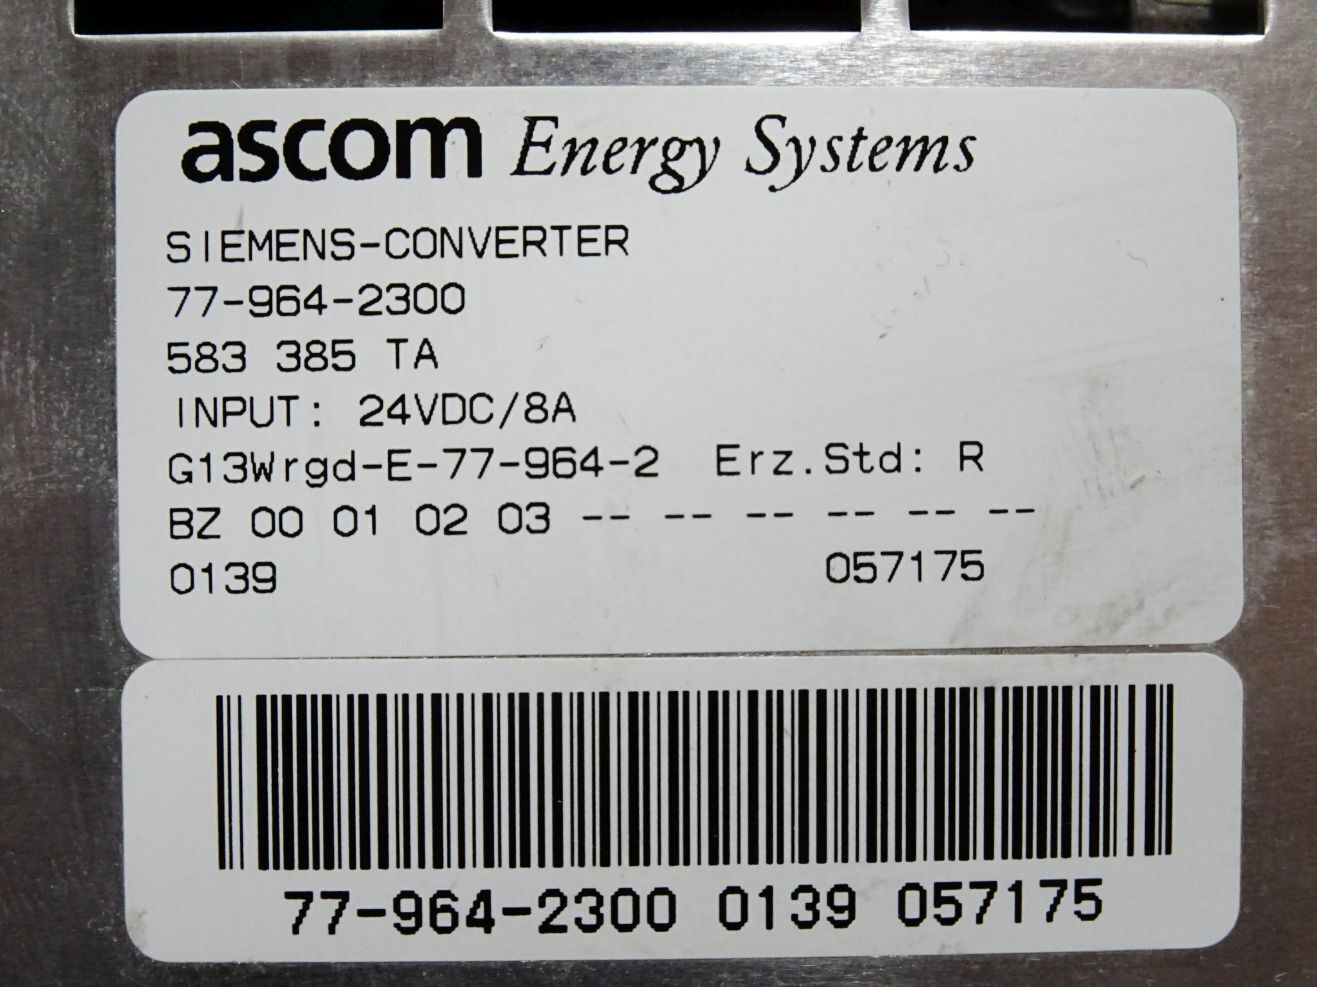 ascom Energy Systems
SIEMENS-CONVERTER
77-964-2300
583 385 TA
INPUT: 24VDC/8A
G13Wrgd-E-77-964-2 Erz.Std: R
BZ 00 01 02 03 -- -- -- -- -- --
0139 057175
77-964-2300 0139 057175